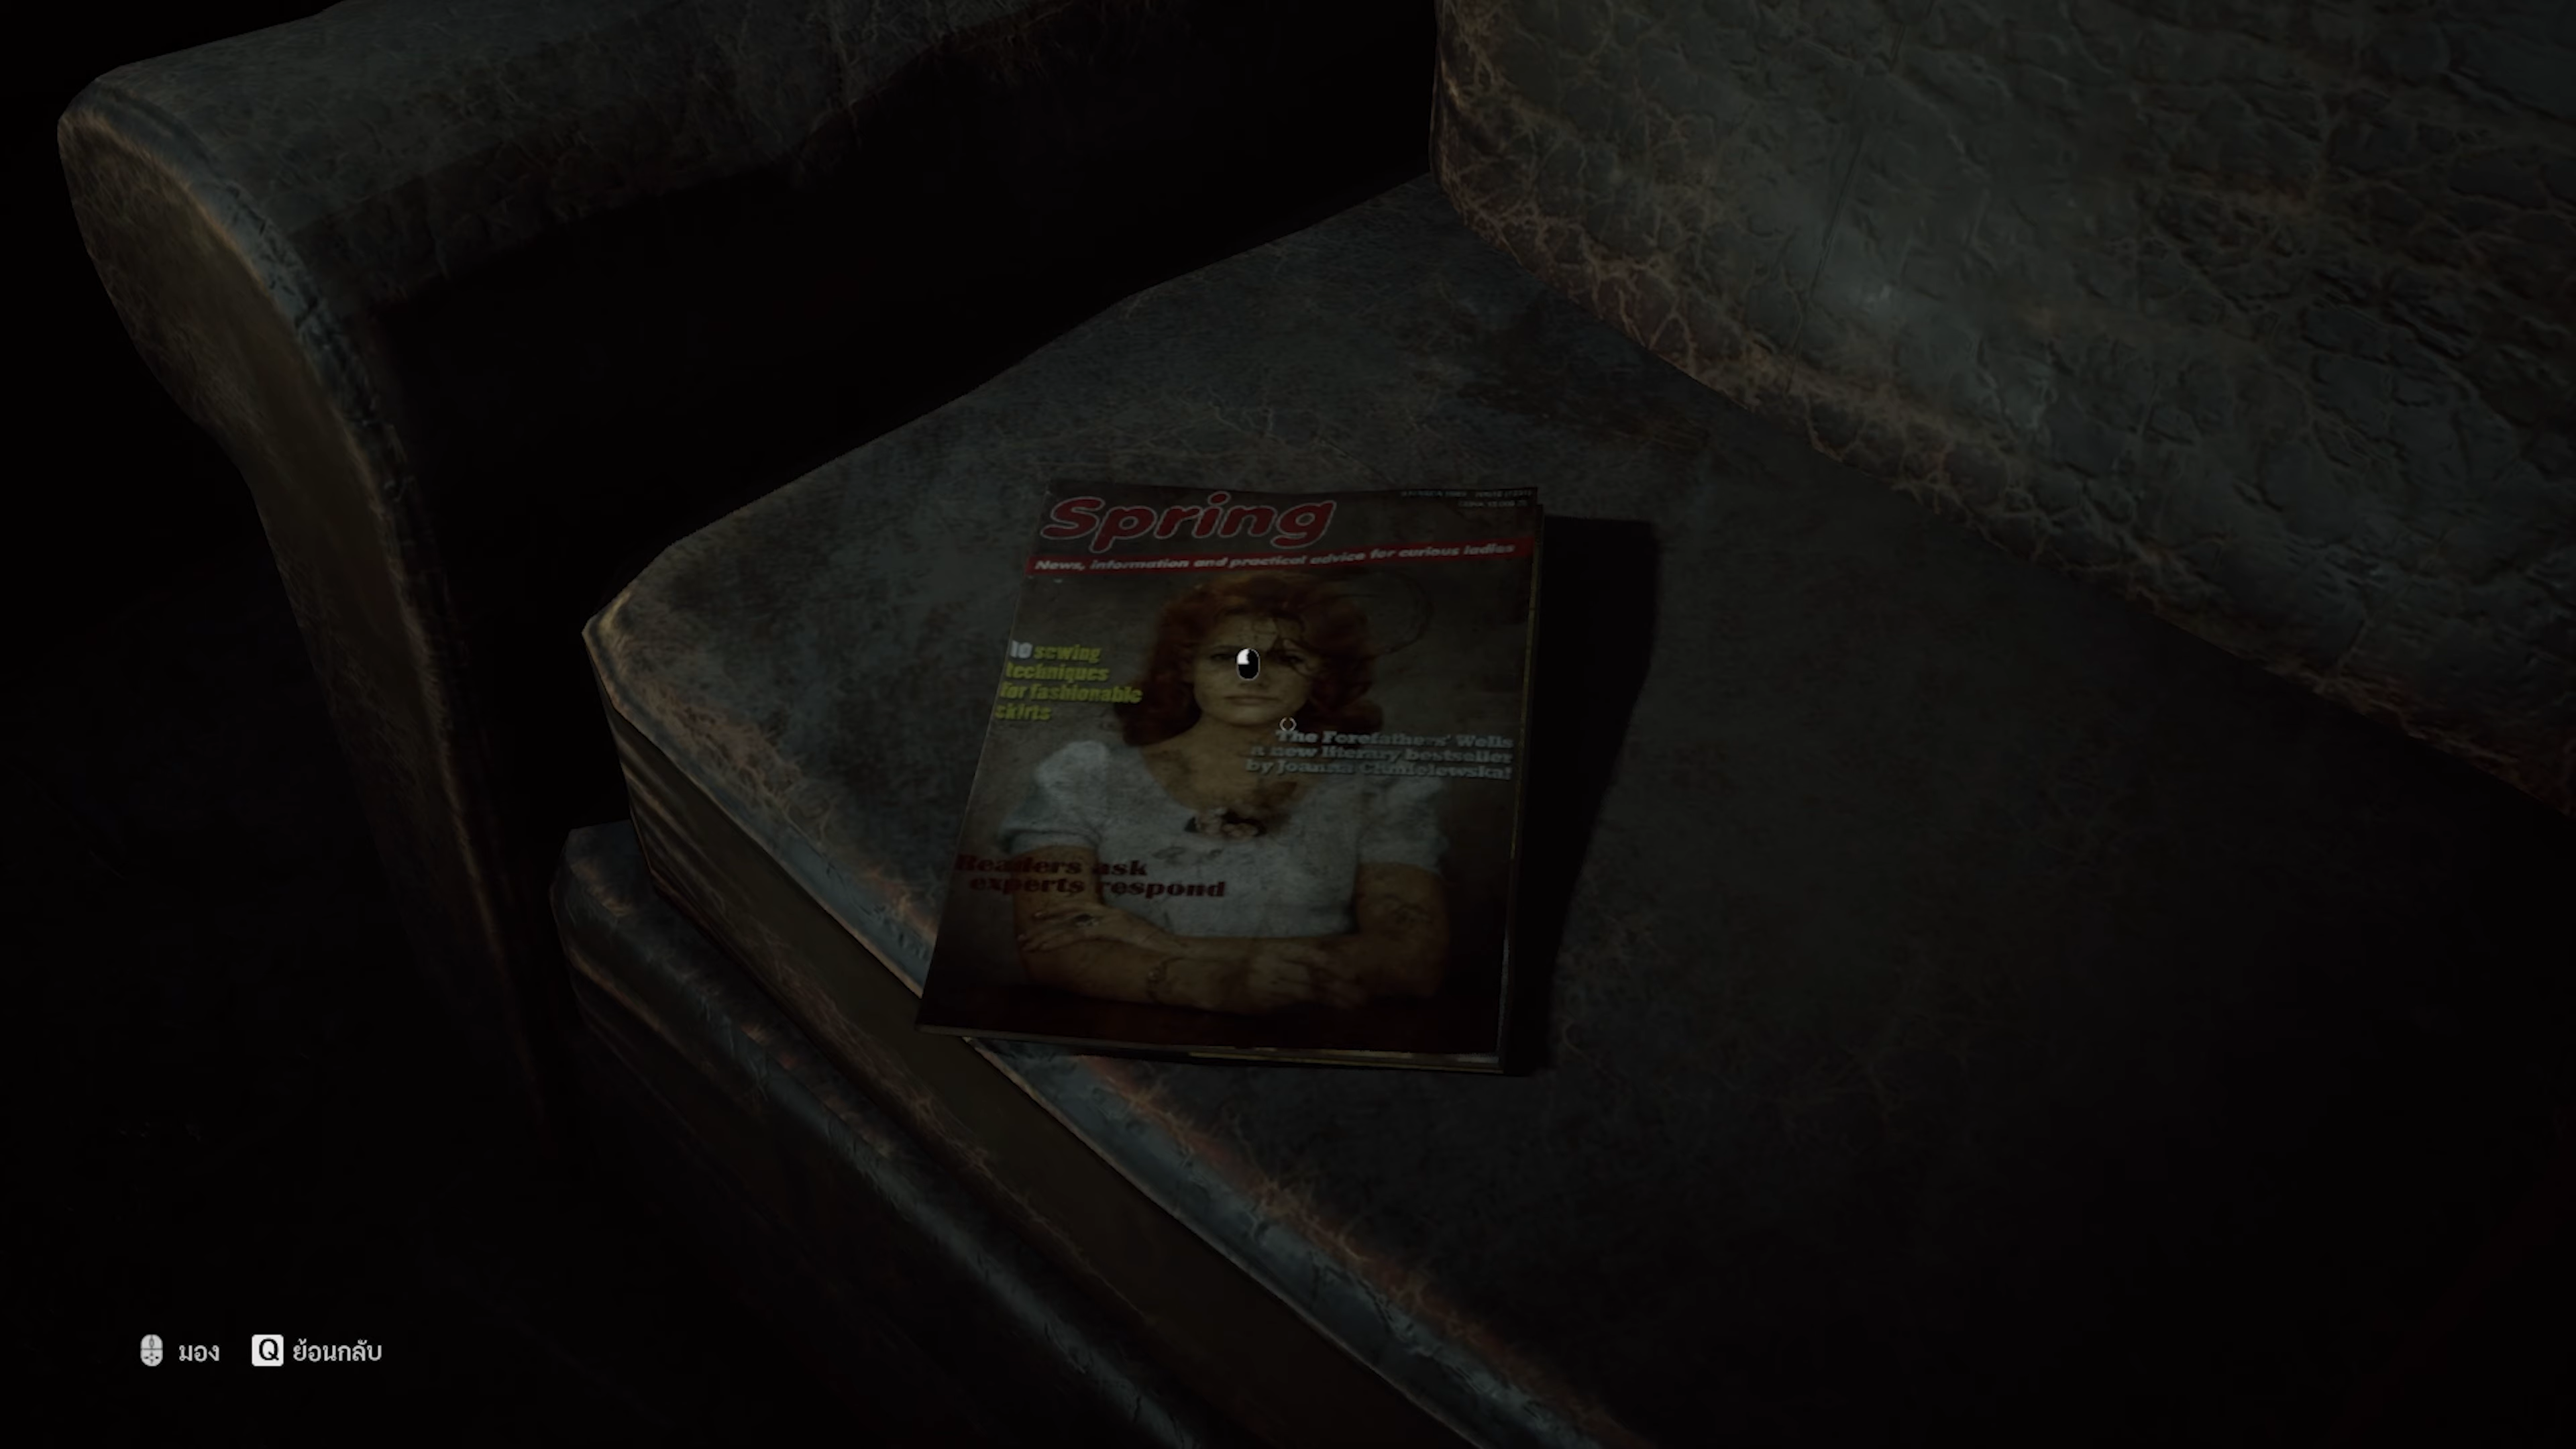 Spring
News, information and practical advice for curious ladies
10 sewing
techniques
for fashionable
skirts
The Forefathers' Wells
a new literary bestseller
by Joanna Chmielewska!
Readers ask
experts respond
มอง
Q ย้อนกลับ